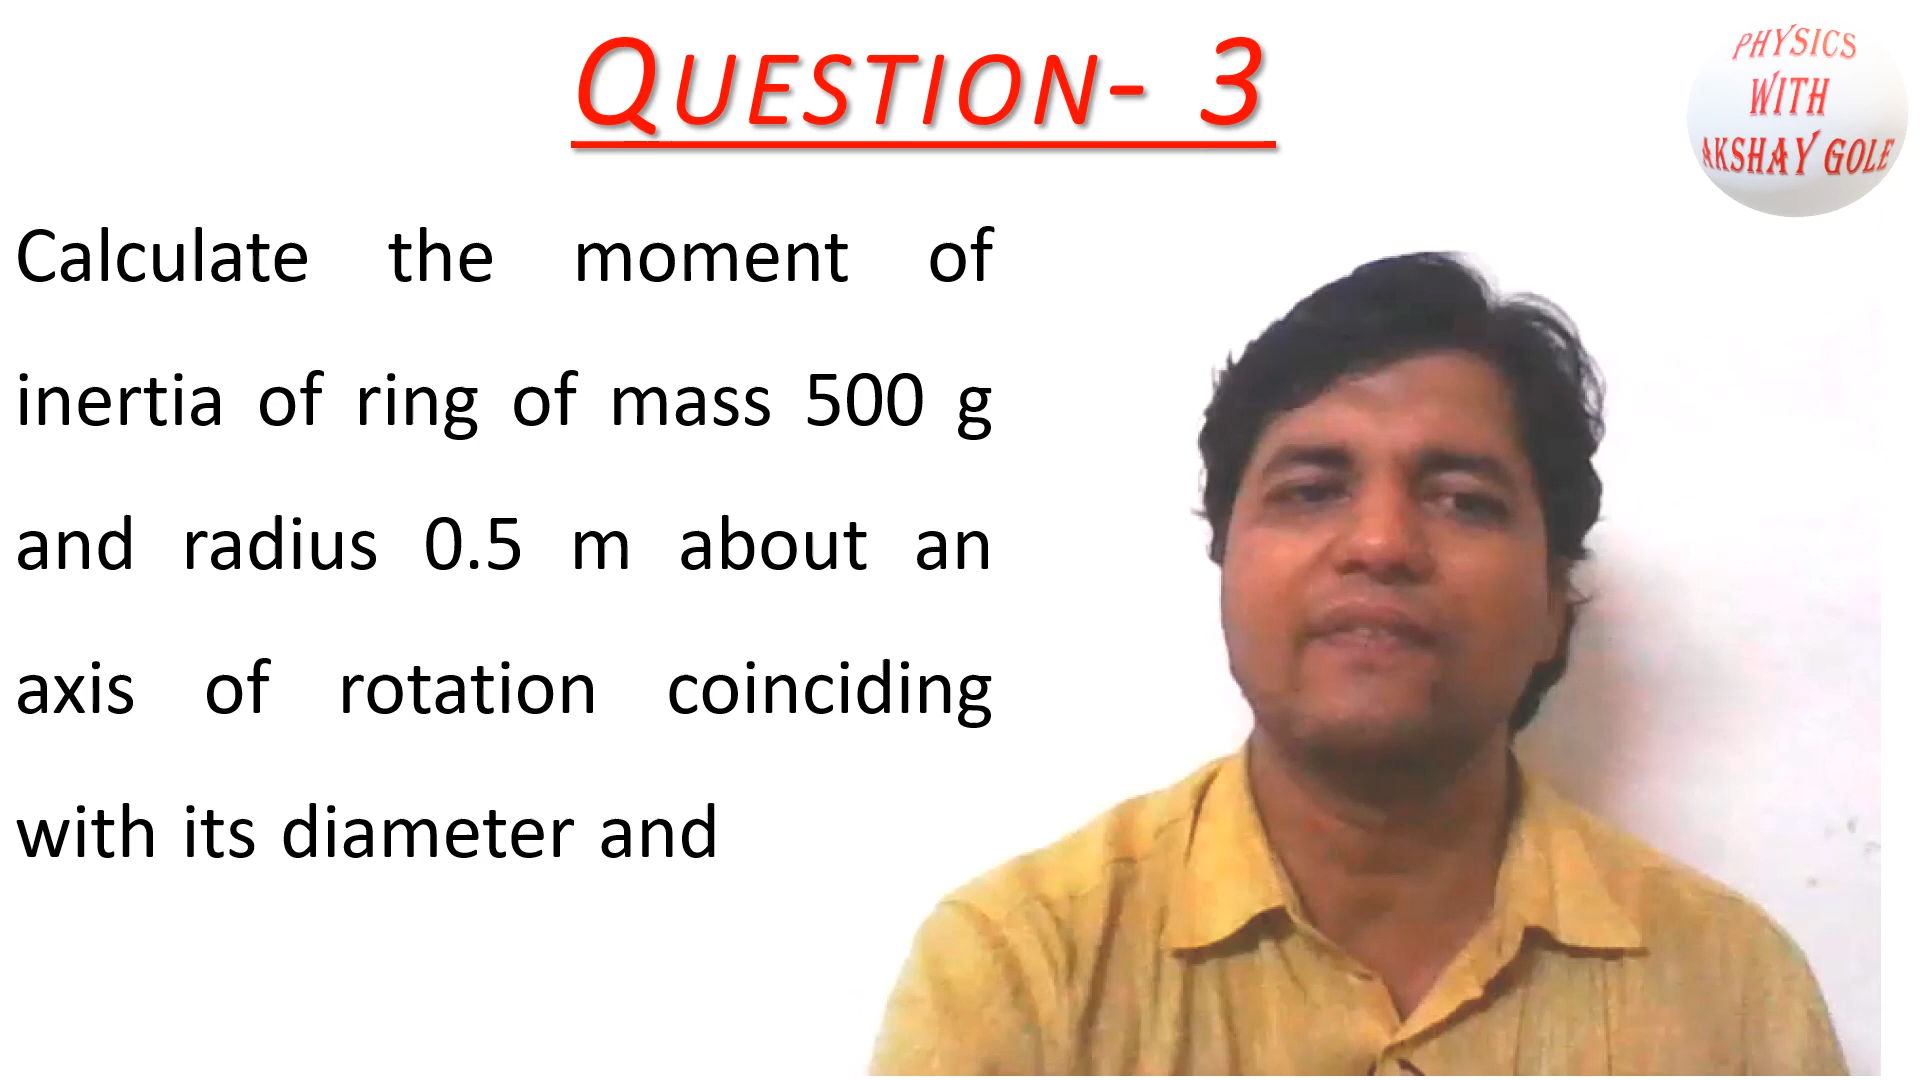 QUESTION- 3
PHYSICS
WITH
AKSHAY GOLE
Calculate the moment of
inertia of ring of mass 500 g
and radius 0.5 m about an
axis of rotation coinciding
with its diameter and